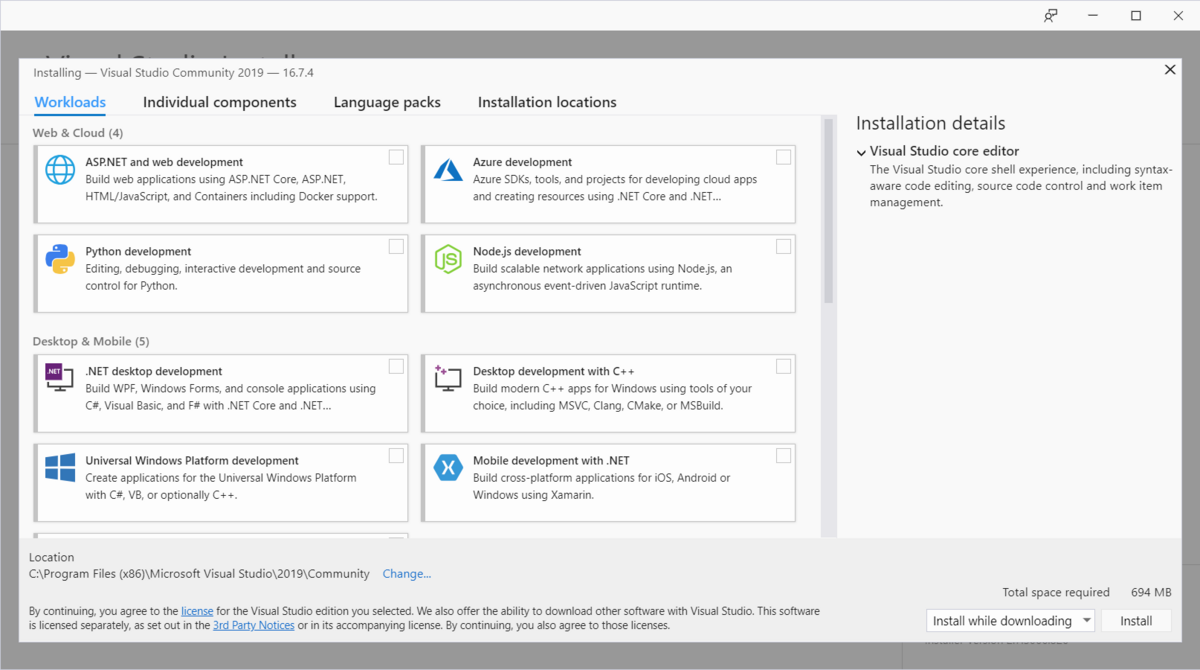 Installing — Visual Studio Community 2019 — 16.7.4
Workloads
Individual components
Language packs
Installation locations
Web & Cloud (4)
ASP.NET and web development
Build web applications using ASP.NET Core, ASP.NET,
HTML/JavaScript, and Containers including Docker support.
Azure development
Azure SDKs, tools, and projects for developing cloud apps
and creating resources using .NET Core and .NET...
Python development
Editing, debugging, interactive development and source
control for Python.
JS
Node.js development
Build scalable network applications using Node.js, an
asynchronous event-driven JavaScript runtime.
Desktop & Mobile (5)
.NET
.NET desktop development
Build WPF, Windows Forms, and console applications using
C#, Visual Basic, and F# with .NET Core and .NET...
Desktop development with C++
Build modern C++ apps for Windows using tools of your
choice, including MSVC, Clang, CMake, or MSBuild.
Universal Windows Platform development
Create applications for the Universal Windows Platform
with C#, VB, or optionally C++.
Mobile development with .NET
Build cross-platform applications for iOS, Android or
Windows using Xamarin.
Installation details
Visual Studio core editor
The Visual Studio core shell experience, including syntax-
aware code editing, source code control and work item
management.
Location
C:\Program Files (x86)\Microsoft Visual Studio\2019\Community Change...
By continuing, you agree to the license for the Visual Studio edition you selected. We also offer the ability to download other software with Visual Studio. This software
is licensed separately, as set out in the 3rd Party Notices or in its accompanying license. By continuing, you also agree to those licenses.
Total space required 694 MB
Install while downloading
Install